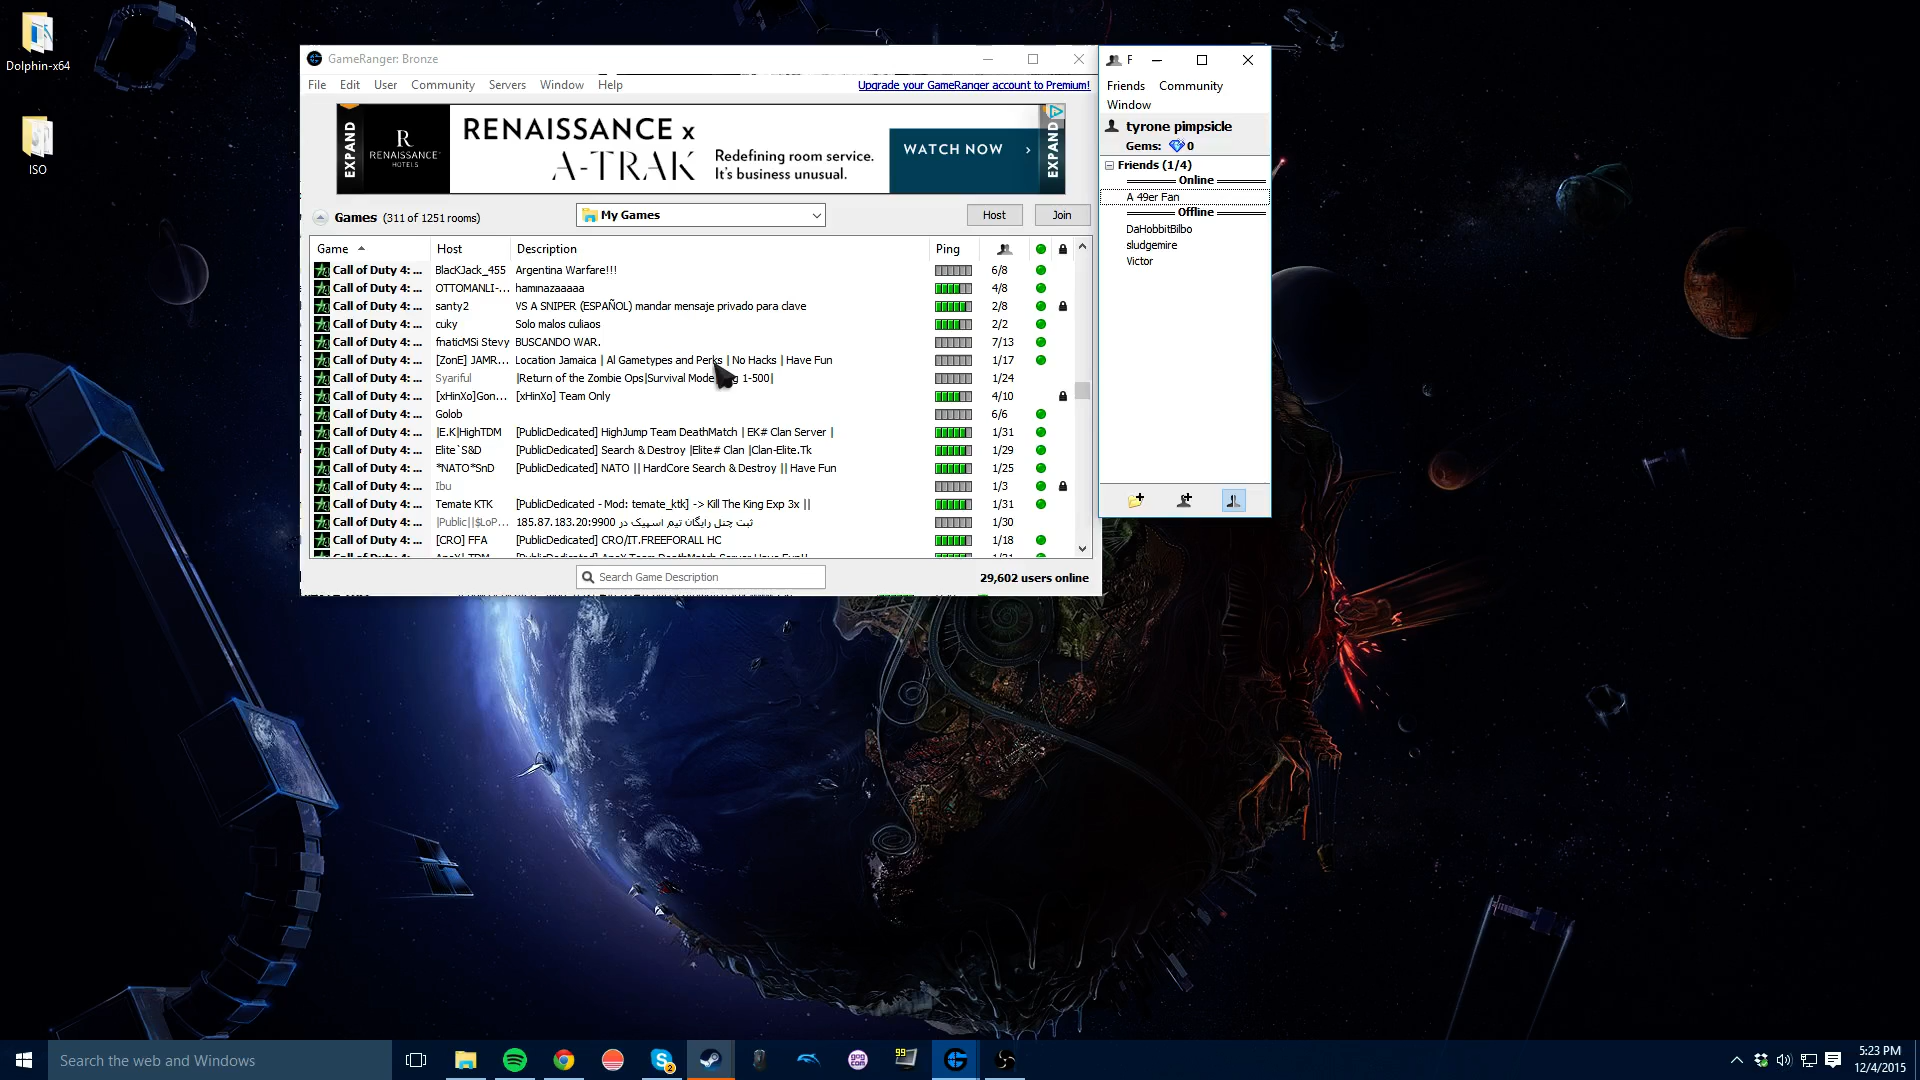 Dolphin-x64
ISO
GameRanger: Bronze
File Edit User Community Servers Window Help
Upgrade your GameRanger account to Premium!
EXPAND
R
RENAISSANCE
HOTELS
RENAISSANCE x
A-TRAK
Redefining room service.
It's business unusual.
WATCH NOW
EXPAND
Games (311 of 1251 rooms)
My Games
Host
Join
Game Host Description Ping
Call of Duty 4: ... BlacKJack_455 Argentina Warfare!!! 6/8
Call of Duty 4: ... OTTOMANLI-... hamınazaaaaa 4/8
Call of Duty 4: ... santy2 VS A SNIPER (ESPAÑOL) mandar mensaje privado para clave 2/8
Call of Duty 4: ... cuky Solo malos culiaos 2/2
Call of Duty 4: ... fnaticMSi Stevy BUSCANDO WAR. 7/13
Call of Duty 4: ... [ZonE] JAMR... Location Jamaica | Al Gametypes and Perks | No Hacks | Have Fun 1/17
Call of Duty 4: ... Syariful |Return of the Zombie Ops|Survival Mode 1-500| 1/24
Call of Duty 4: ... [xHinXo]Gon... [xHinXo] Team Only 4/10
Call of Duty 4: ... Golob 6/6
Call of Duty 4: ... |E.K|HighTDM [PublicDedicated] HighJump Team DeathMatch | EK# Clan Server | 1/31
Call of Duty 4: ... Elite`S&D [PublicDedicated] Search & Destroy |Elite# Clan |Clan-Elite.Tk 1/29
Call of Duty 4: ... *NATO*SnD [PublicDedicated] NATO || HardCore Search & Destroy || Have Fun 1/25
Call of Duty 4: ... Ibu 1/3
Call of Duty 4: ... Temate KTK [PublicDedicated - Mod: temate_ktk] -> Kill The King Exp 3x || 1/31
Call of Duty 4: ... |Public||$LoP... ثبت چنل رایگان تیم اسپیک در 185.87.183.20:9900 1/30
Call of Duty 4: ... [CRO] FFA [PublicDedicated] CRO/IT.FREEFORALL HC 1/18
Search Game Description
29,602 users online
F
Friends Community
Window
tyrone pimpsicle
Gems: 0
Friends (1/4)
Online
A 49er Fan
Offline
DaHobbitBilbo
sludgemire
Victor
Search the web and Windows
2
gog
com
99
5:23 PM
12/4/2015